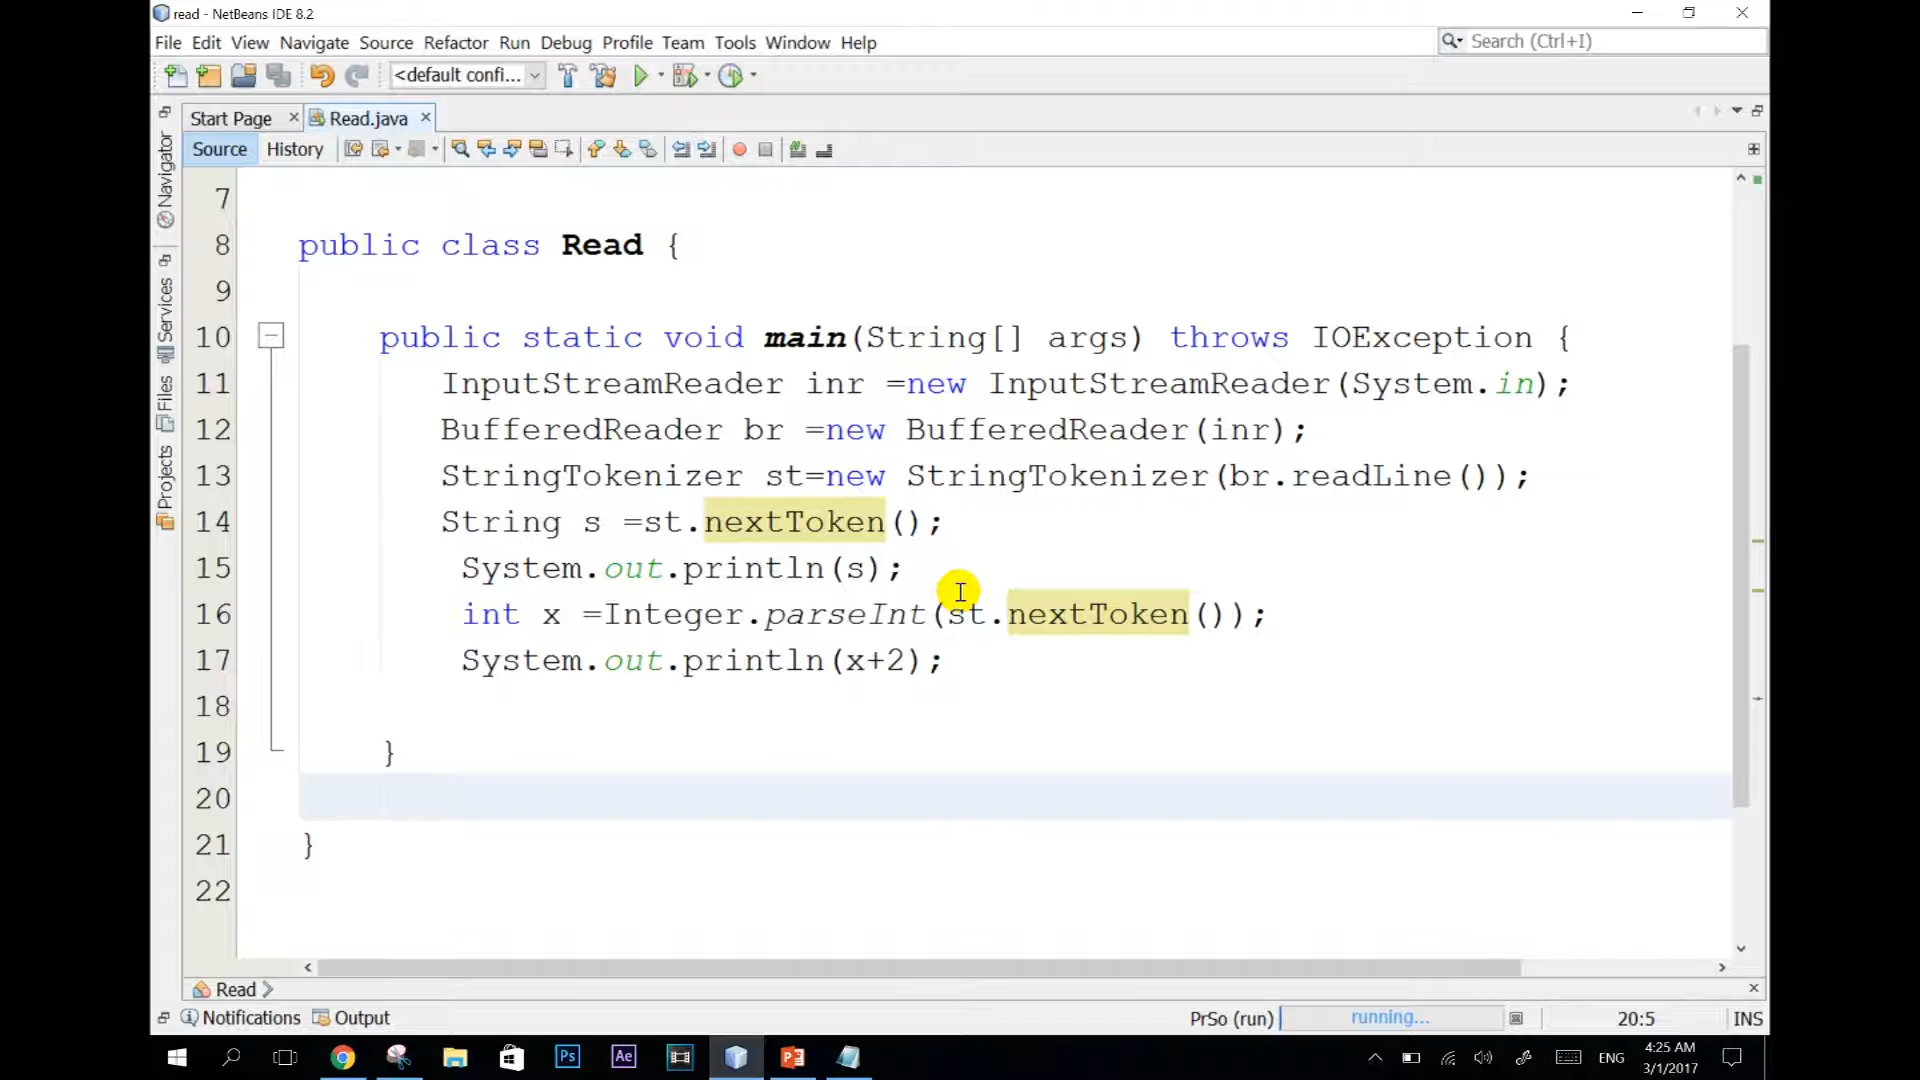 read - NetBeans IDE 8.2
File Edit View Navigate Source Refactor Run Debug Profile Team Tools Window Help
Search (Ctrl+I)
<default confi...
Start Page
Read.java
Source History
Navigator
Services
Files
Projects
7
8 public class Read {
9
10 public static void main(String[] args) throws IOException {
11 InputStreamReader inr =new InputStreamReader(System.in);
12 BufferedReader br =new BufferedReader(inr);
13 StringTokenizer st=new StringTokenizer(br.readLine());
14 String s =st.nextToken();
15 System.out.println(s);
16 int x =Integer.parseInt(st.nextToken());
17 System.out.println(x+2);
18
19 }
20
21 }
22
Read
Notifications Output
PrSo (run) running... 20:5 INS
Ps Ae ENG
4:25 AM
3/1/2017